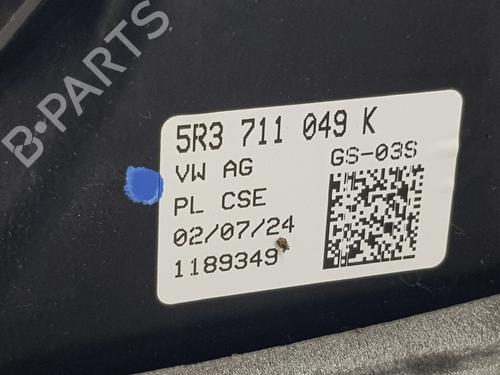 B-PARTS
5R3 711 049 K
VW AG GS-03S
PL CSE
02/07/24
1189349